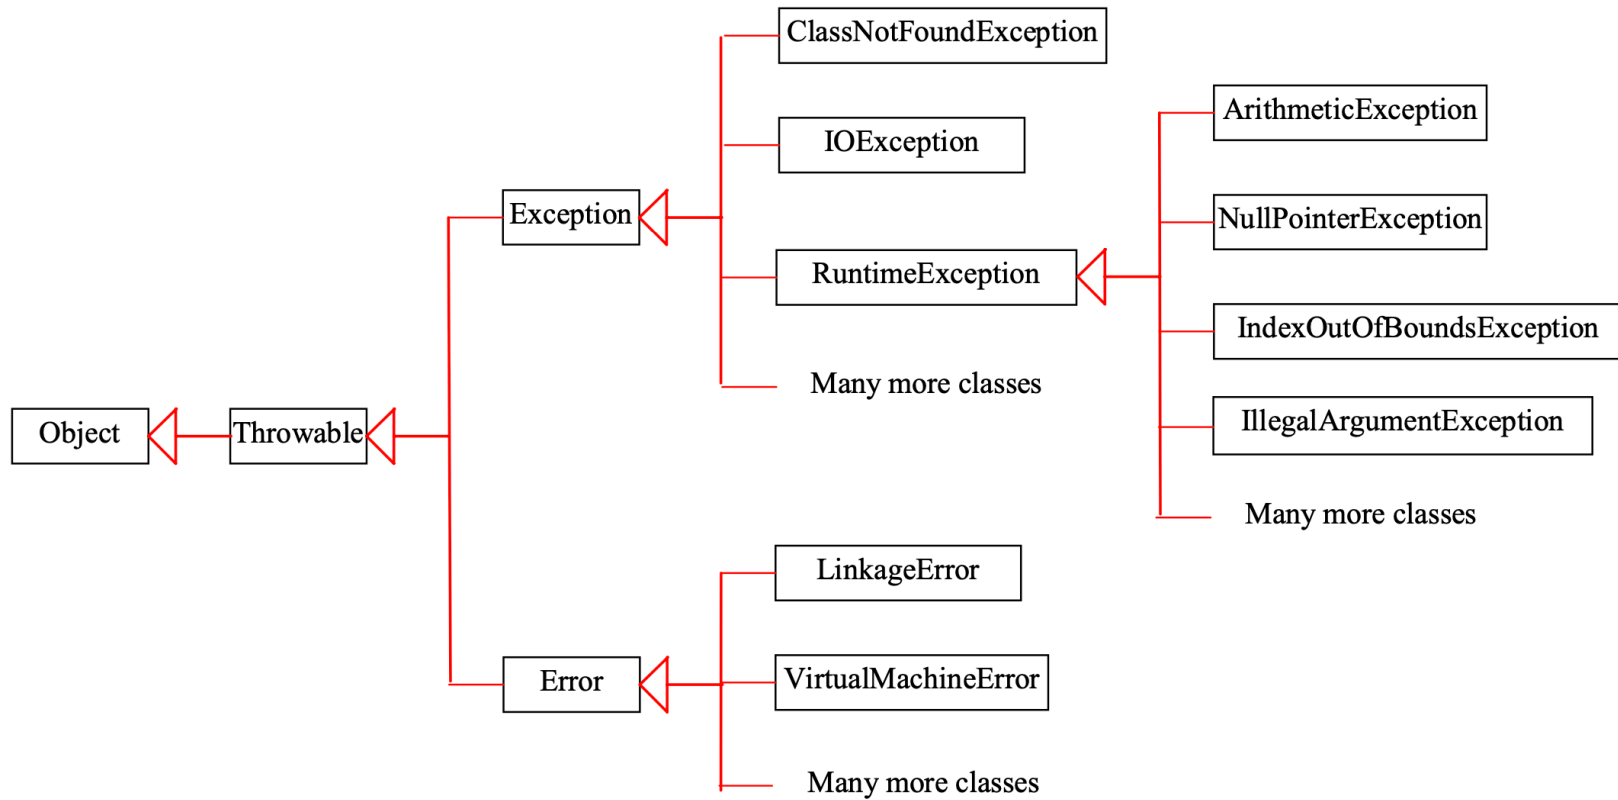 ClassNotFoundException
ArithmeticException
IOException
NullPointerException
Exception
RuntimeException
IndexOutOfBoundsException
Many more classes
IllegalArgumentException
Object
Throwable
Many more classes
LinkageError
Error
VirtualMachineError
Many more classes